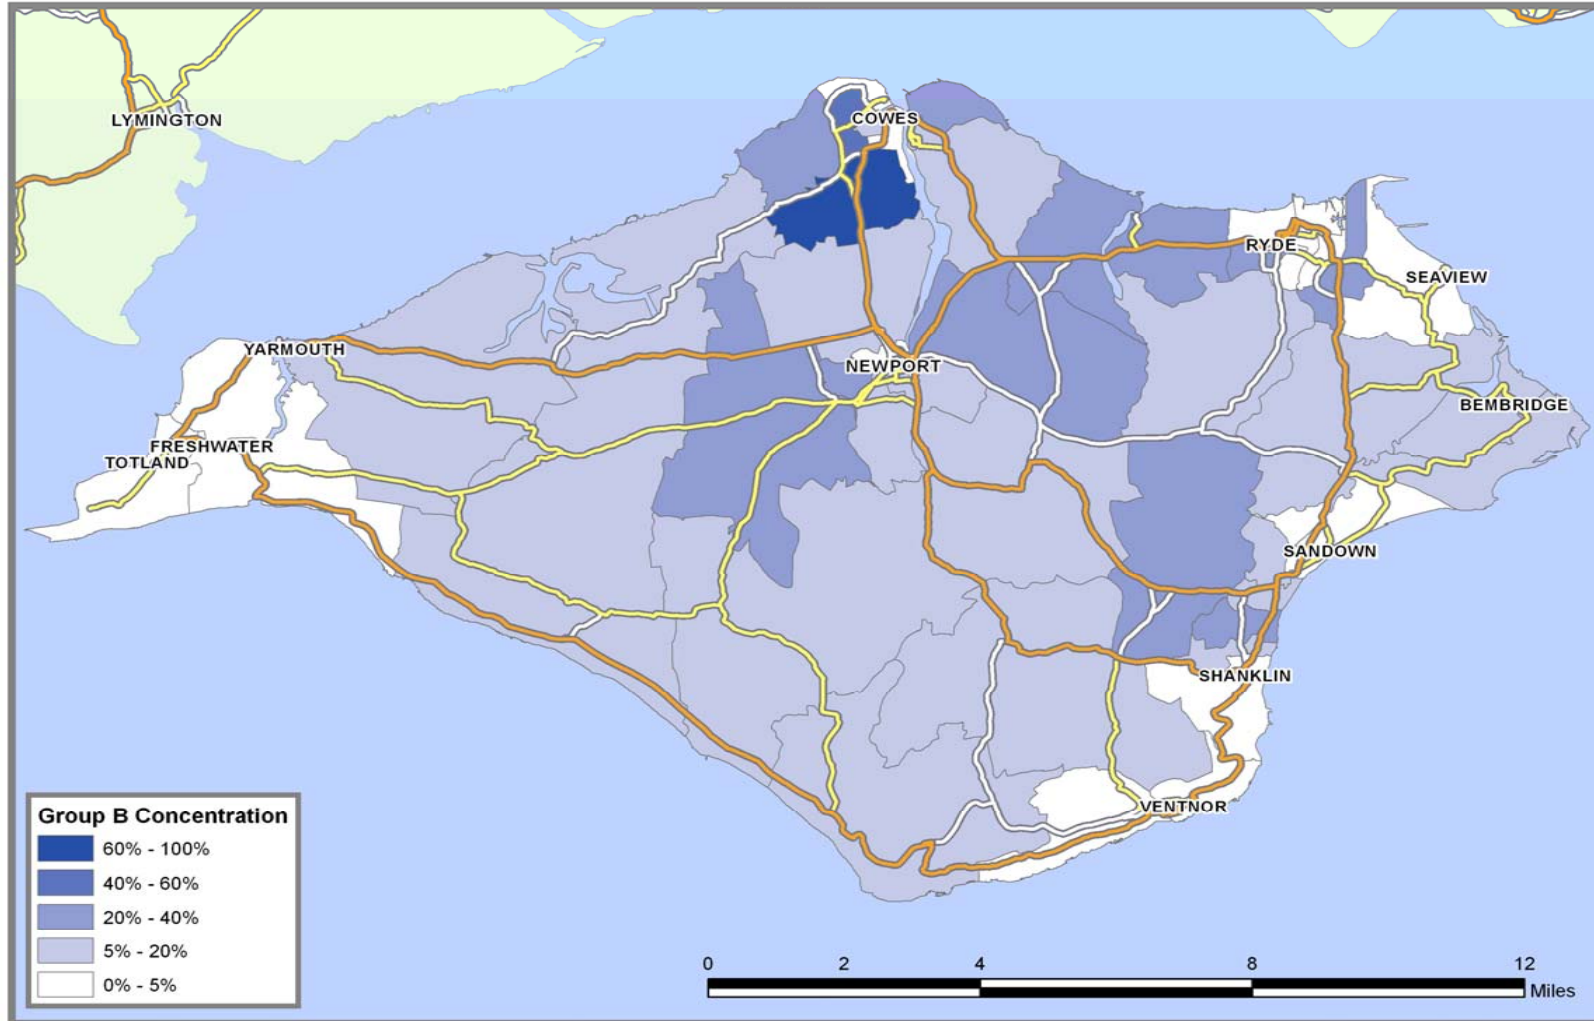 LYMINGTON
COWES
RYDE
SEAVIEW
YARMOUTH
NEWPORT
BEMBRIDGE
FRESHWATER
TOTLAND
SANDOWN
SHANKLIN
VENTNOR
Group B Concentration
60% - 100%
40% - 60%
20% - 40%
5% - 20%
0% - 5%
0 2 4 8 12
Miles